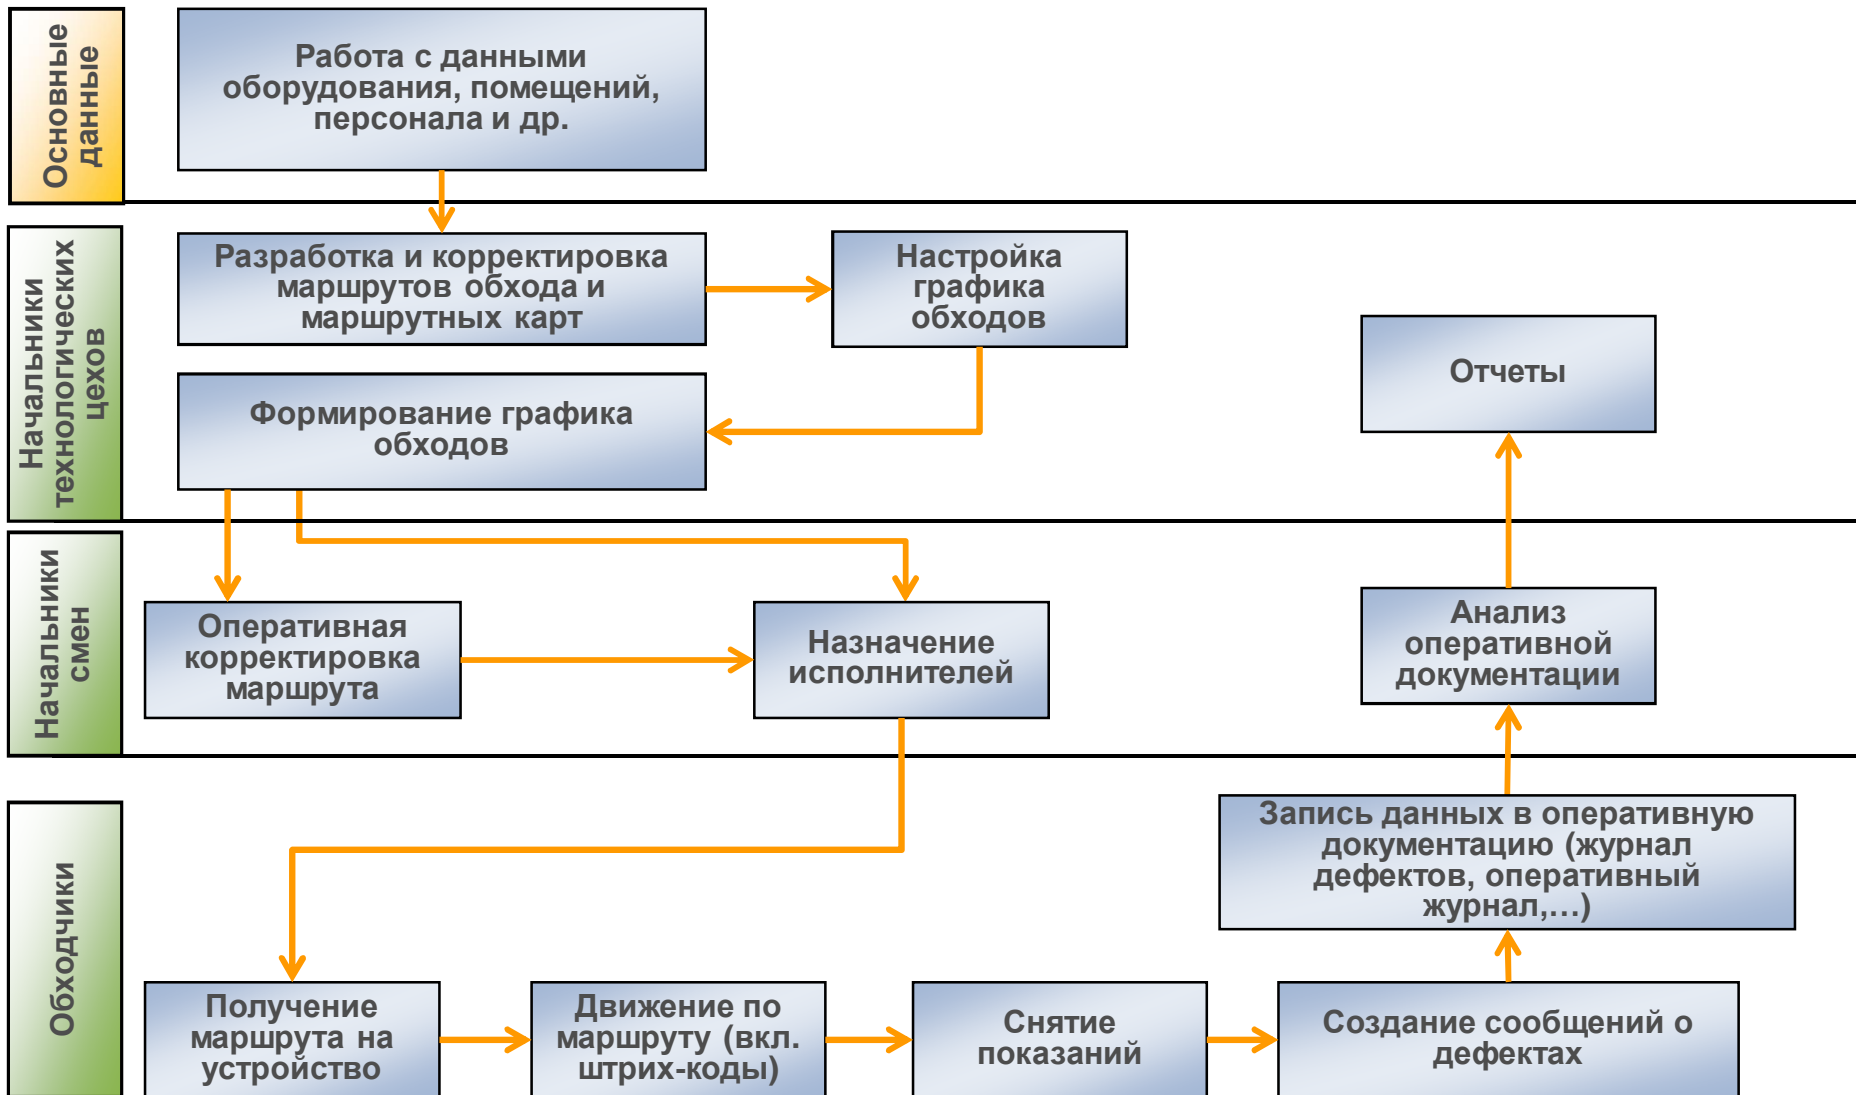 Основные
данные
Работа с данными
оборудования, помещений,
персонала и др.
Начальники
технологических
цехов
Разработка и корректировка
маршрутов обхода и
маршрутных карт
Настройка
графика
обходов
Формирование графика
обходов
Отчеты
Начальники
смен
Оперативная
корректировка
маршрута
Назначение
исполнителей
Анализ
оперативной
документации
Обходчики
Запись данных в оперативную
документацию (журнал
дефектов, оперативный
журнал,…)
Получение
маршрута на
устройство
Движение по
маршруту (вкл.
штрих-коды)
Снятие
показаний
Создание сообщений о
дефектах